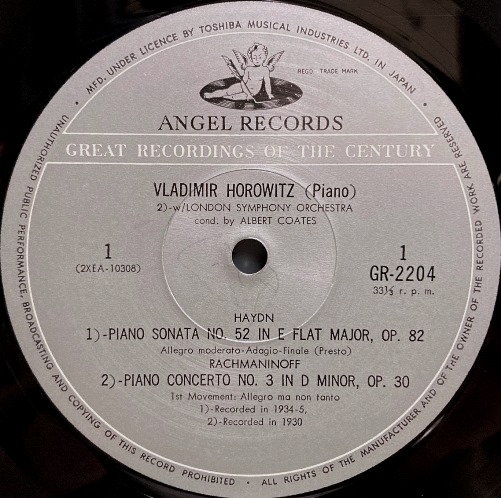 MFD. UNDER LICENCE BY TOSHIBA MUSICAL INDUSTRIES LTD. IN JAPAN
REGD. TRADE MARK
ANGEL RECORDS
GREAT RECORDINGS OF THE CENTURY
VLADIMIR HOROWITZ (Piano)
2)-w/LONDON SYMPHONY ORCHESTRA
cond. by ALBERT COATES
1
(2XEA-10308)
1
GR-2204
33⅓ r. p. m.
HAYDN
1)-PIANO SONATA NO. 52 IN E FLAT MAJOR, OP. 82
Allegro moderato-Adagio-Finale (Presto)
RACHMANINOFF
2)-PIANO CONCERTO NO. 3 IN D MINOR, OP. 30
1st Movement: Allegro ma non tanto
1)-Recorded in 1934-5,
2)-Recorded in 1930
UNAUTHORIZED PUBLIC PERFORMANCE, BROADCASTING AND COPYING OF THIS RECORD PROHIBITED • ALL RIGHTS OF THE MANUFACTURER AND OF THE OWNER OF THE RECORDED WORK ARE RESERVED.